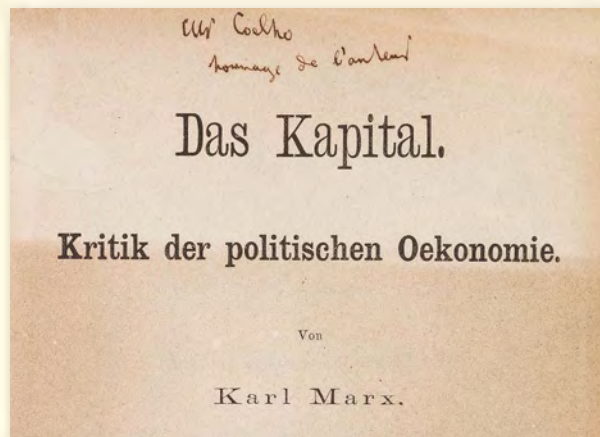 Coelho
hommage de l'auteur
Das Kapital.
Kritik der politischen Oekonomie.
Von
Karl Marx.